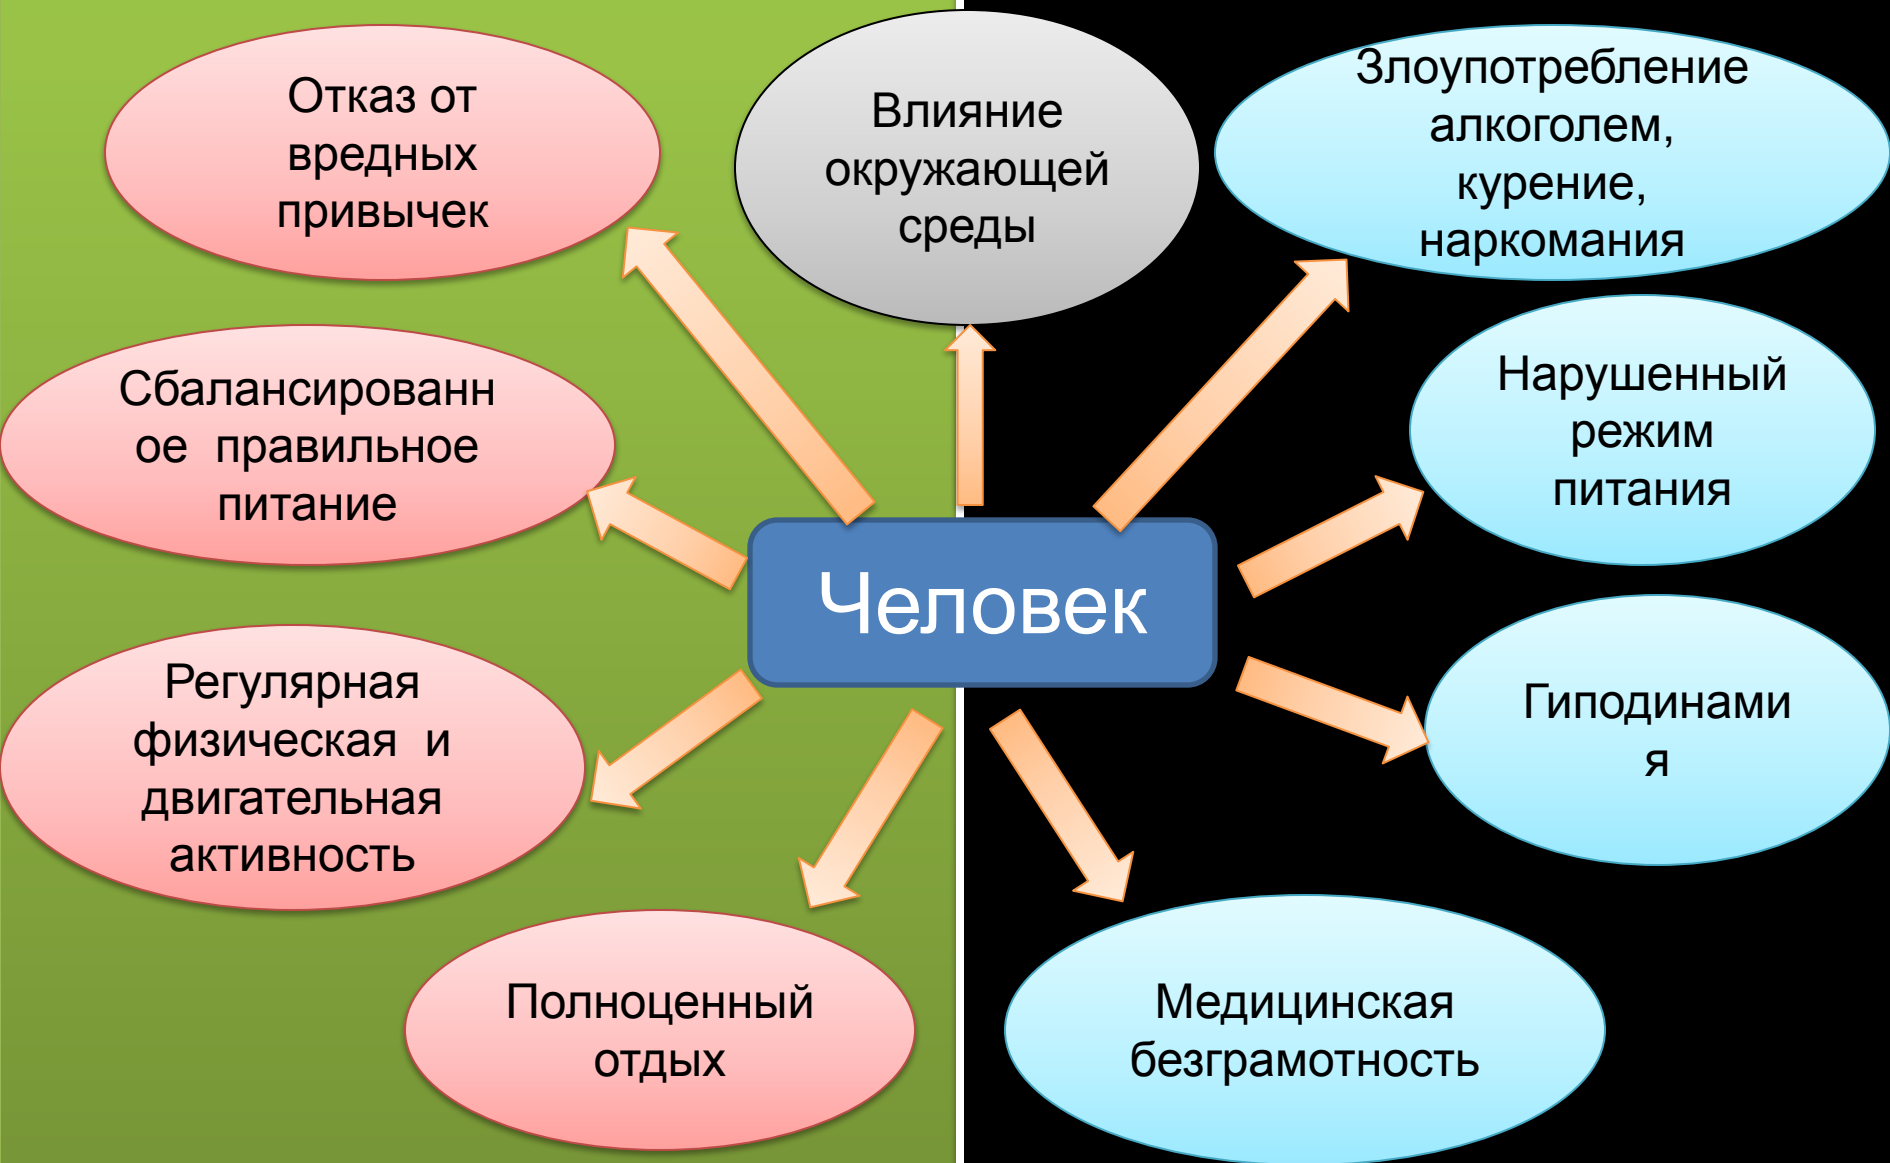 Отказ от
вредных
привычек
Влияние
окружающей
среды
Злоупотребление
алкоголем,
курение,
наркомания
Сбалансированн
ое правильное
питание
Нарушенный
режим
питания
Человек
Регулярная
физическая и
двигательная
активность
Гиподинами
я
Полноценный
отдых
Медицинская
безграмотность